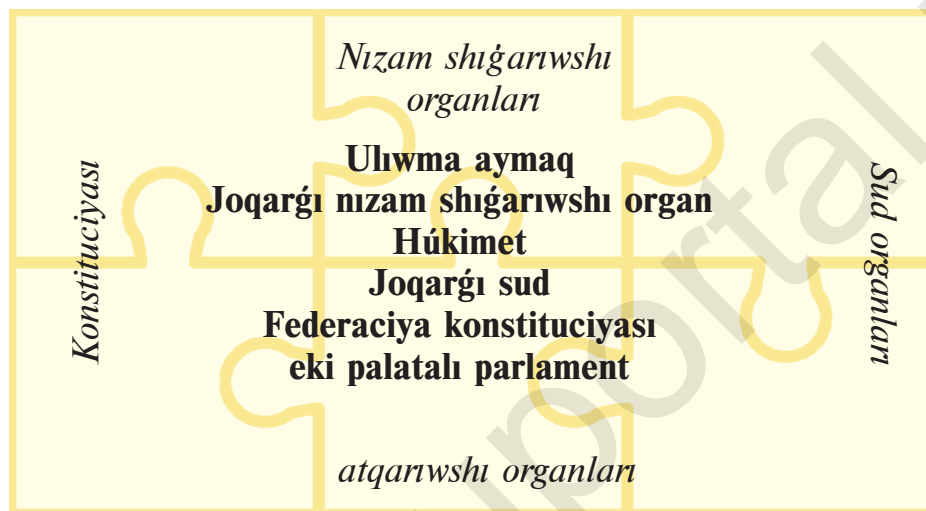 Nızam shıǵarıwshı
organları
Ulıwma aymaq
Joqarǵı nızam shıǵarıwshı organ
Húkimet
Joqarǵı sud
Federaciya konstituciyası
eki palatalı parlament
Konstituciyası
Sud organları
atqarıwshı organları